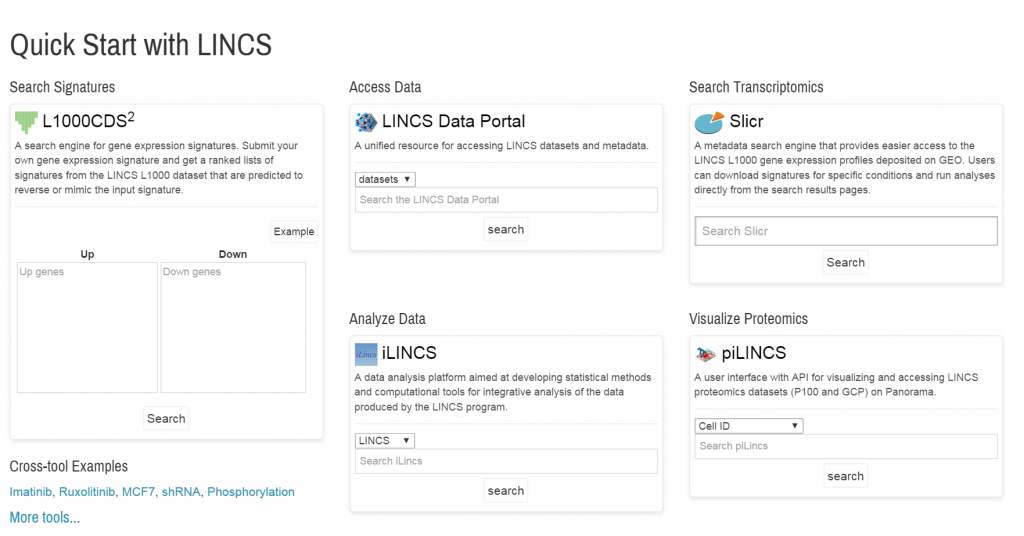 Quick Start with LINCS
Search Signatures
L1000CDS²
A search engine for gene expression signatures. Submit your
own gene expression signature and get a ranked lists of
signatures from the LINCS L1000 dataset that are predicted to
reverse or mimic the input signature.
Example
Up Down
Up genes Down genes
Search
Cross-tool Examples
Imatinib, Ruxolitinib, MCF7, shRNA, Phosphorylation
More tools...
Access Data
LINCS Data Portal
A unified resource for accessing LINCS datasets and metadata.
datasets ▼
Search the LINCS Data Portal
search
Analyze Data
iLincs iLINCS
A data analysis platform aimed at developing statistical methods
and computational tools for integrative analysis of the data
produced by the LINCS program.
LINCS ▼
Search iLincs
search
Search Transcriptomics
Slicr
A metadata search engine that provides easier access to the
LINCS L1000 gene expression profiles deposited on GEO. Users
can download signatures for specific conditions and run analyses
directly from the search results pages.
Search Slicr
Search
Visualize Proteomics
piLINCS
A user interface with API for visualizing and accessing LINCS
proteomics datasets (P100 and GCP) on Panorama.
Cell ID ▼
Search piLincs
search